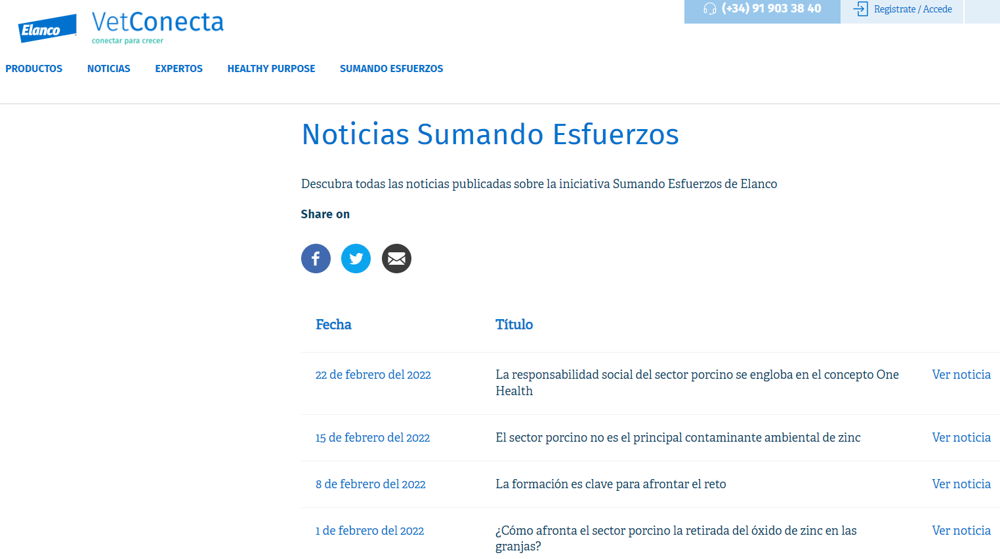 Elanco
VetConecta
conectar para crecer
(+34) 91 903 38 40
Regístrate / Accede
PRODUCTOS NOTICIAS EXPERTOS HEALTHY PURPOSE SUMANDO ESFUERZOS
Noticias Sumando Esfuerzos
Descubra todas las noticias publicadas sobre la iniciativa Sumando Esfuerzos de Elanco
Share on
Fecha Título
22 de febrero del 2022 La responsabilidad social del sector porcino se engloba en el concepto One Ver noticia
Health
15 de febrero del 2022 El sector porcino no es el principal contaminante ambiental de zinc Ver noticia
8 de febrero del 2022 La formación es clave para afrontar el reto Ver noticia
1 de febrero del 2022 ¿Cómo afronta el sector porcino la retirada del óxido de zinc en las Ver noticia
granjas?